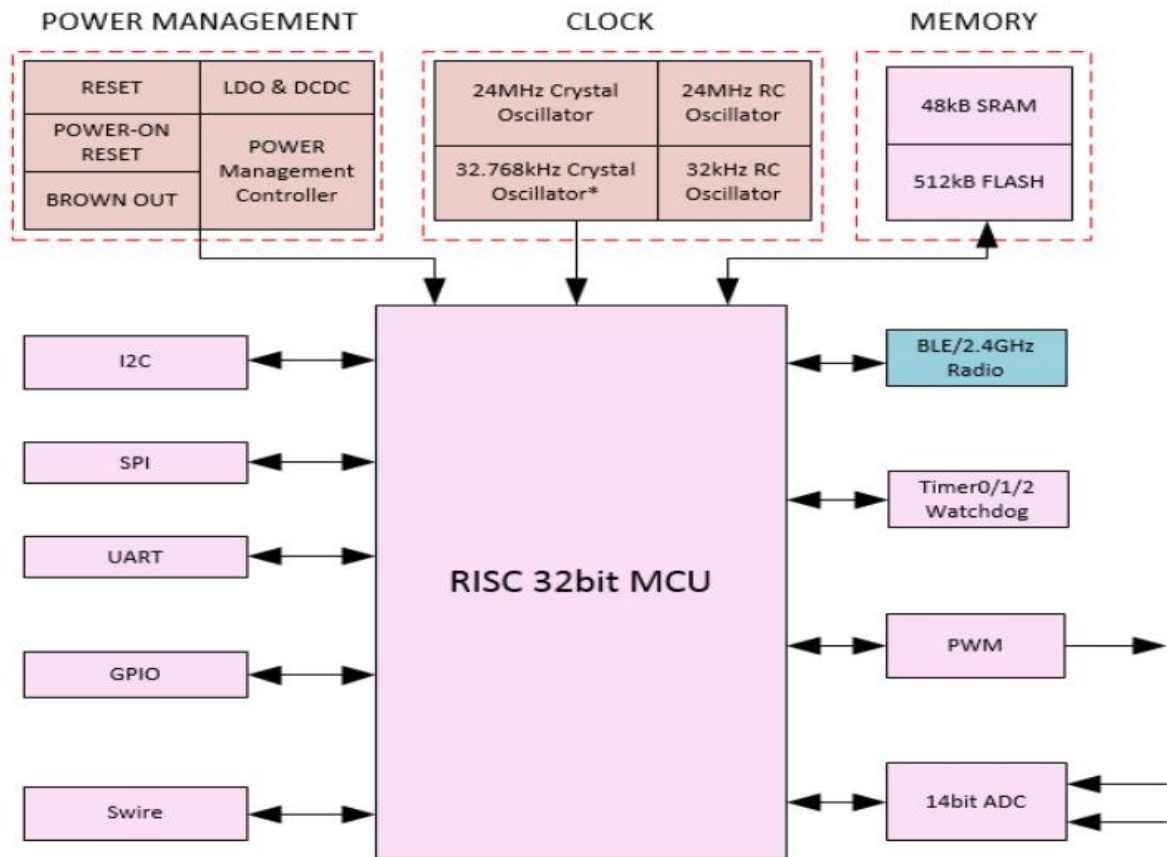 POWER MANAGEMENT
CLOCK
MEMORY
RESET
LDO & DCDC
POWER-ON
RESET
POWER
Management
Controller
BROWN OUT
24MHz Crystal
Oscillator
24MHz RC
Oscillator
32.768kHz Crystal
Oscillator*
32kHz RC
Oscillator
48kB SRAM
512kB FLASH
I2C
SPI
UART
GPIO
Swire
RISC 32bit MCU
BLE/2.4GHz
Radio
Timer0/1/2
Watchdog
PWM
14bit ADC